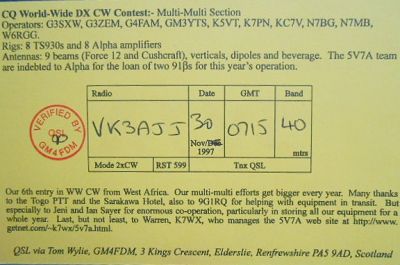 CQ World-Wide DX CW Contest:- Multi-Multi Section
Operators: G3SXW, G3ZEM, G4FAM, GM3YTS, K5VT, K7PN, KC7V, N7BG, N7MB,
W6RGG.
Rigs: 8 TS930s and 8 Alpha amplifiers
Antennas: 9 beams (Force 12 and Cushcraft), verticals, dipoles and beverage. The 5V7A team
are indebted to Alpha for the loan of two 91βs for this year's operation.
Radio Date GMT Band
VK3AJJ 30 0715 40
Nov/Dec 1997 mtrs
Mode 2xCW RST 599 Tnx QSL
VERIFIED BY
QSL
GM4FDM
Our 6th entry in WW CW from West Africa. Our multi-multi efforts get bigger every year. Many thanks
to the Togo PTT and the Sarakawa Hotel, also to 9G1RQ for helping with equipment in transit. But
especially to Jeni and Ian Sayer for enormous co-operation, particularly in storing all our equipment for a
whole year. Last, but not least, to Warren, K7WX, who manages the 5V7A web site at http://www.
getnet.com/~k7wx/5v7a.html.
QSL via Tom Wylie, GM4FDM, 3 Kings Crescent, Elderslie, Renfrewshire PA5 9AD, Scotland